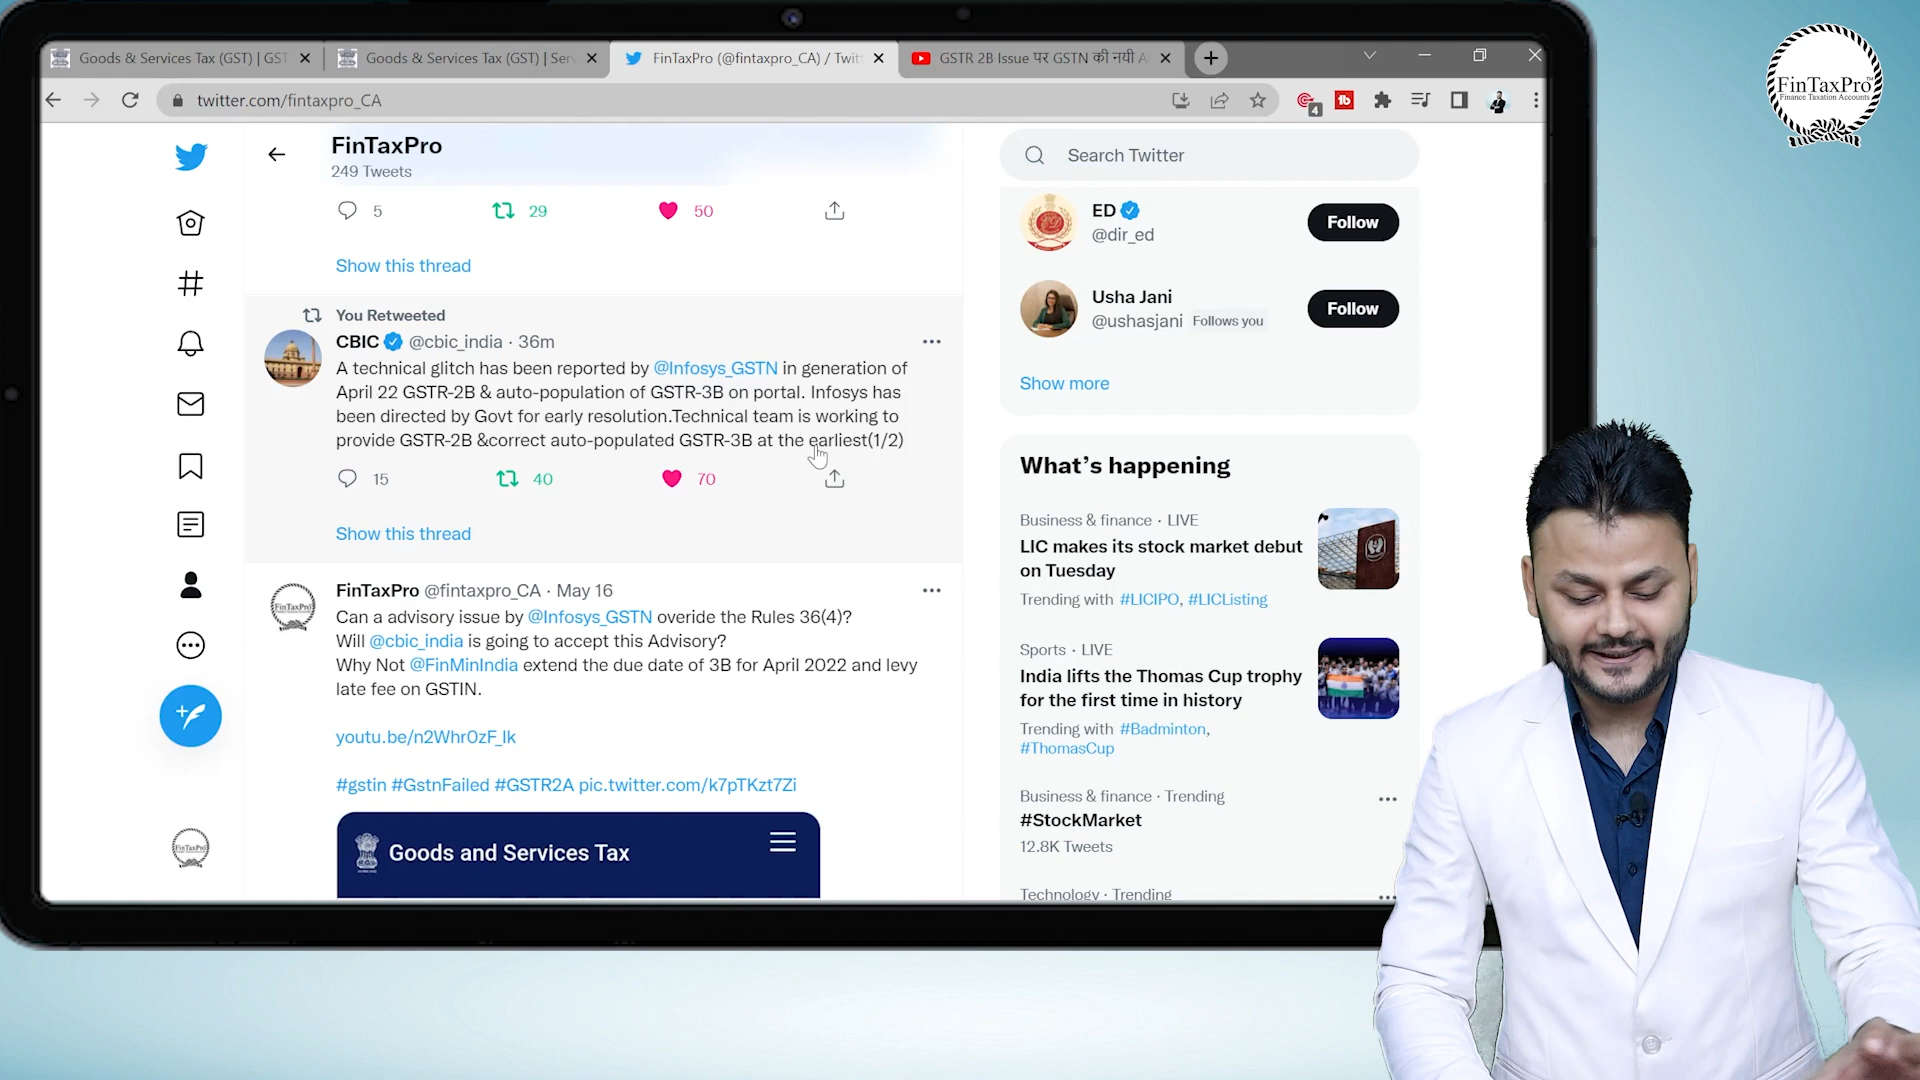 Goods & Services Tax (GST) | GST
Goods & Services Tax (GST) | Ser
FinTaxPro (@fintaxpro_CA) / Twit
GSTR 2B Issue पर GSTN की नयी A
twitter.com/fintaxpro_CA
4
FinTaxPro™
Finance Taxation Accounts
FinTaxPro
249 Tweets
Search Twitter
5
29
50
Show this thread
ED
@dir_ed
Follow
Usha Jani
@ushasjani Follows you
Follow
Show more
You Retweeted
CBIC @cbic_india · 36m
A technical glitch has been reported by @Infosys_GSTN in generation of
April 22 GSTR-2B & auto-population of GSTR-3B on portal. Infosys has
been directed by Govt for early resolution.Technical team is working to
provide GSTR-2B &correct auto-populated GSTR-3B at the earliest(1/2)
15
40
70
Show this thread
What's happening
Business & finance · LIVE
LIC makes its stock market debut
on Tuesday
Trending with #LICIPO, #LICListing
Sports · LIVE
India lifts the Thomas Cup trophy
for the first time in history
Trending with #Badminton,
#ThomasCup
Business & finance · Trending
#StockMarket
12.8K Tweets
Technology · Trending
FinTaxPro @fintaxpro_CA · May 16
Can a advisory issue by @Infosys_GSTN overide the Rules 36(4)?
Will @cbic_india is going to accept this Advisory?
Why Not @FinMinIndia extend the due date of 3B for April 2022 and levy
late fee on GSTIN.
youtu.be/n2Whr0zF_lk
#gstin #GstnFailed #GSTR2A pic.twitter.com/k7pTKzt7Zi
Goods and Services Tax
FinTaxPro
FinTaxPro